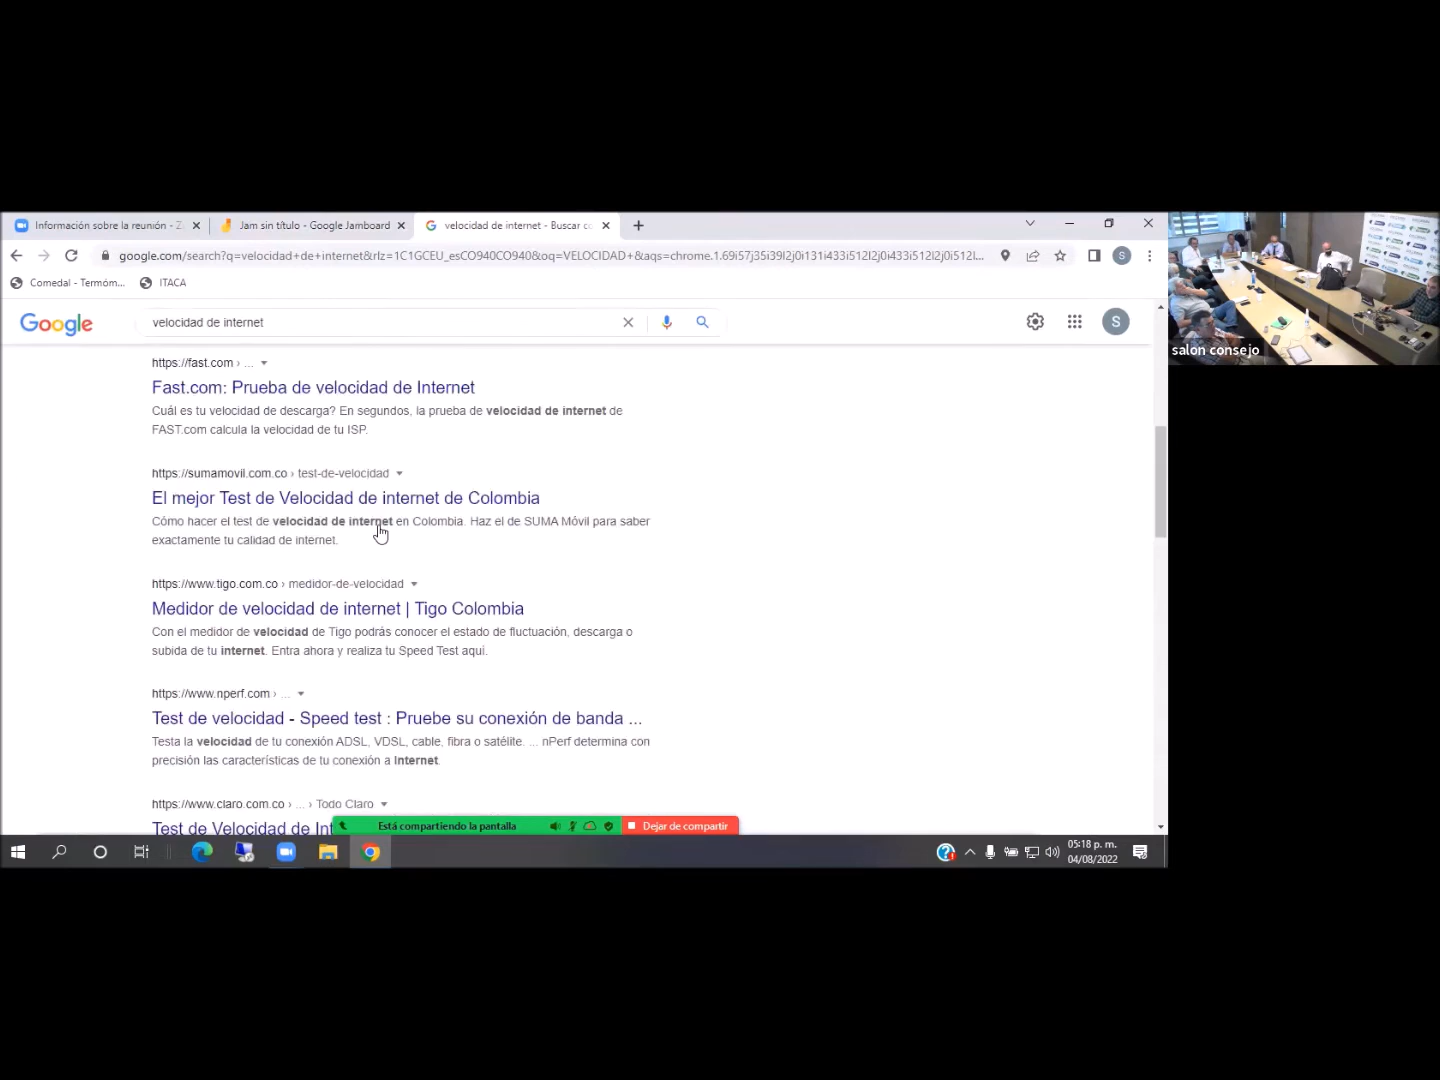 Información sobre la reunión - Z
Jam sin título - Google Jamboard
velocidad de internet - Buscar co
google.com/search?q=velocidad+de+internet&rlz=1C1GCEU_esCO940CO940&oq=VELOCIDAD+&aqs=chrome.1.69i57j35i39l2j0i131i433i512l2j0i433i512l2j0i512l...
Comedal - Termóm...
ITACA
Google
velocidad de internet
S
https://fast.com › ...
Fast.com: Prueba de velocidad de Internet
Cuál es tu velocidad de descarga? En segundos, la prueba de velocidad de internet de
FAST.com calcula la velocidad de tu ISP.
https://sumamovil.com.co › test-de-velocidad
El mejor Test de Velocidad de internet de Colombia
Cómo hacer el test de velocidad de internet en Colombia. Haz el de SUMA Móvil para saber
exactamente tu calidad de internet.
https://www.tigo.com.co › medidor-de-velocidad
Medidor de velocidad de internet | Tigo Colombia
Con el medidor de velocidad de Tigo podrás conocer el estado de fluctuación, descarga o
subida de tu internet. Entra ahora y realiza tu Speed Test aquí.
https://www.nperf.com › ...
Test de velocidad - Speed test : Pruebe su conexión de banda ...
Testa la velocidad de tu conexión ADSL, VDSL, cable, fibra o satélite. ... nPerf determina con
precisión las características de tu conexión a Internet.
https://www.claro.com.co › ... › Todo Claro
Test de Velocidad de Int
Está compartiendo la pantalla
Dejar de compartir
05:18 p. m.
04/08/2022
salon consejo